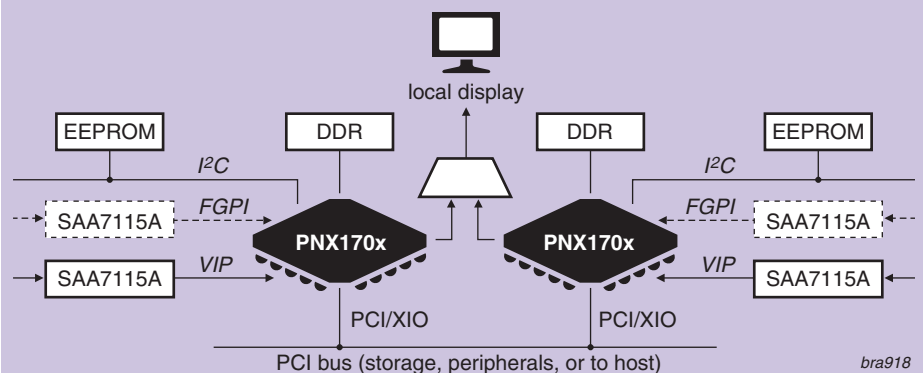 local display
EEPROM
DDR
DDR
EEPROM
I²C
I²C
SAA7115A
FGPI
FGPI
SAA7115A
PNX170x
PNX170x
SAA7115A
VIP
VIP
SAA7115A
PCI/XIO
PCI/XIO
PCI bus (storage, peripherals, or to host)
bra918